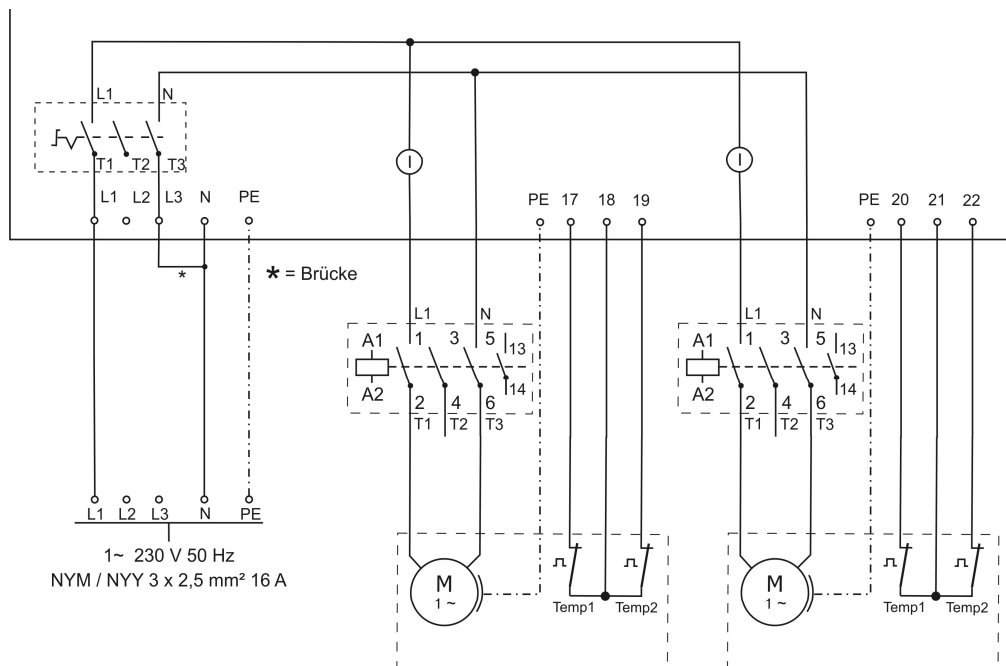 L1 N
T1 T2 T3
L1 L2 L3 N PE
* = Brücke
*
L1 L2 L3 N PE
1~ 230 V 50 Hz
NYM / NYY 3 x 2,5 mm² 16 A
I
PE 17 18 19
L1 N
A1 1 3 5 13
A2 2 4 6 14
T1 T2 T3
M
1 ~
Temp1 Temp2
I
PE 20 21 22
L1 N
A1 1 3 5 13
A2 2 4 6 14
T1 T2 T3
M
1 ~
Temp1 Temp2